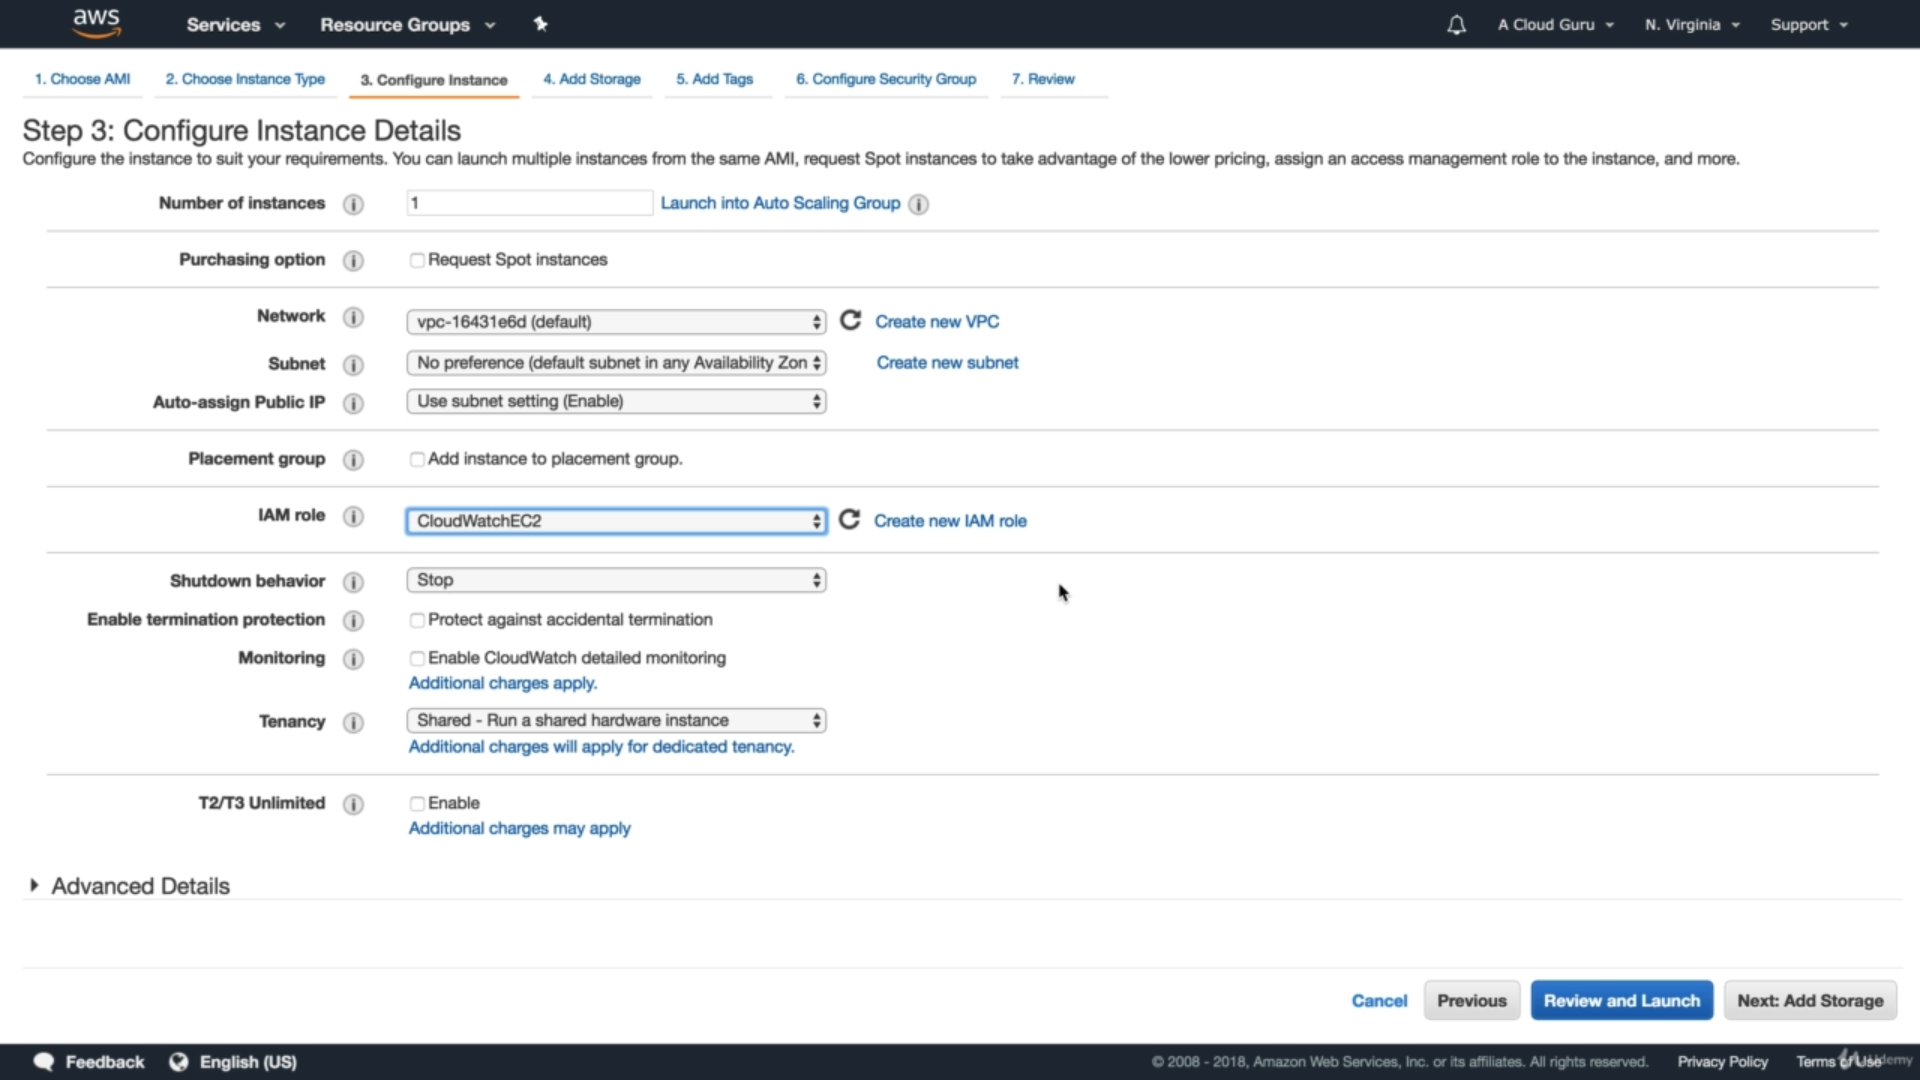 aws Services Resource Groups A Cloud Guru N. Virginia Support
1. Choose AMI 2. Choose Instance Type 3. Configure Instance 4. Add Storage 5. Add Tags 6. Configure Security Group 7. Review
Step 3: Configure Instance Details
Configure the instance to suit your requirements. You can launch multiple instances from the same AMI, request Spot instances to take advantage of the lower pricing, assign an access management role to the instance, and more.
Number of instances i 1 Launch into Auto Scaling Group i
Purchasing option i Request Spot instances
Network i vpc-16431e6d (default) Create new VPC
Subnet i No preference (default subnet in any Availability Zon Create new subnet
Auto-assign Public IP i Use subnet setting (Enable)
Placement group i Add instance to placement group.
IAM role i CloudWatchEC2 Create new IAM role
Shutdown behavior i Stop
Enable termination protection i Protect against accidental termination
Monitoring i Enable CloudWatch detailed monitoring
Additional charges apply.
Tenancy i Shared - Run a shared hardware instance
Additional charges will apply for dedicated tenancy.
T2/T3 Unlimited i Enable
Additional charges may apply
Advanced Details
Cancel Previous Review and Launch Next: Add Storage
Feedback English (US) © 2008 - 2018, Amazon Web Services, Inc. or its affiliates. All rights reserved. Privacy Policy Terms of Use Udemy